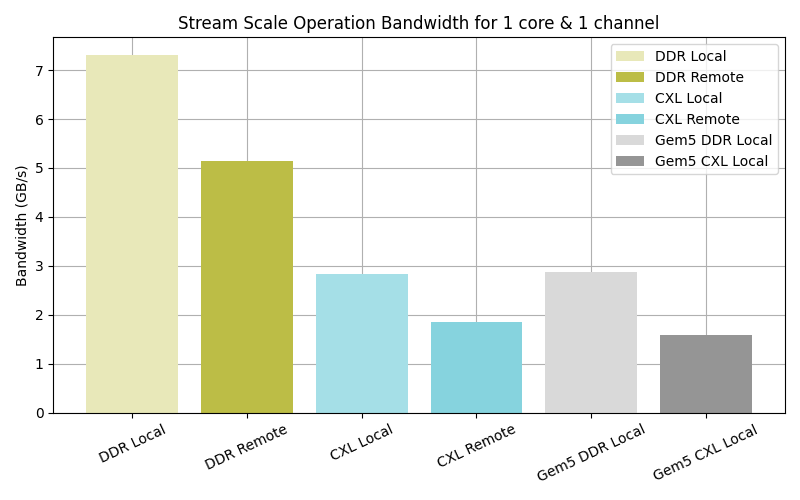 Stream Scale Operation Bandwidth for 1 core & 1 channel
Bandwidth (GB/s)
7
6
5
4
3
2
1
0
DDR Local
DDR Remote
CXL Local
CXL Remote
Gem5 DDR Local
Gem5 CXL Local
DDR Local
DDR Remote
CXL Local
CXL Remote
Gem5 DDR Local
Gem5 CXL Local